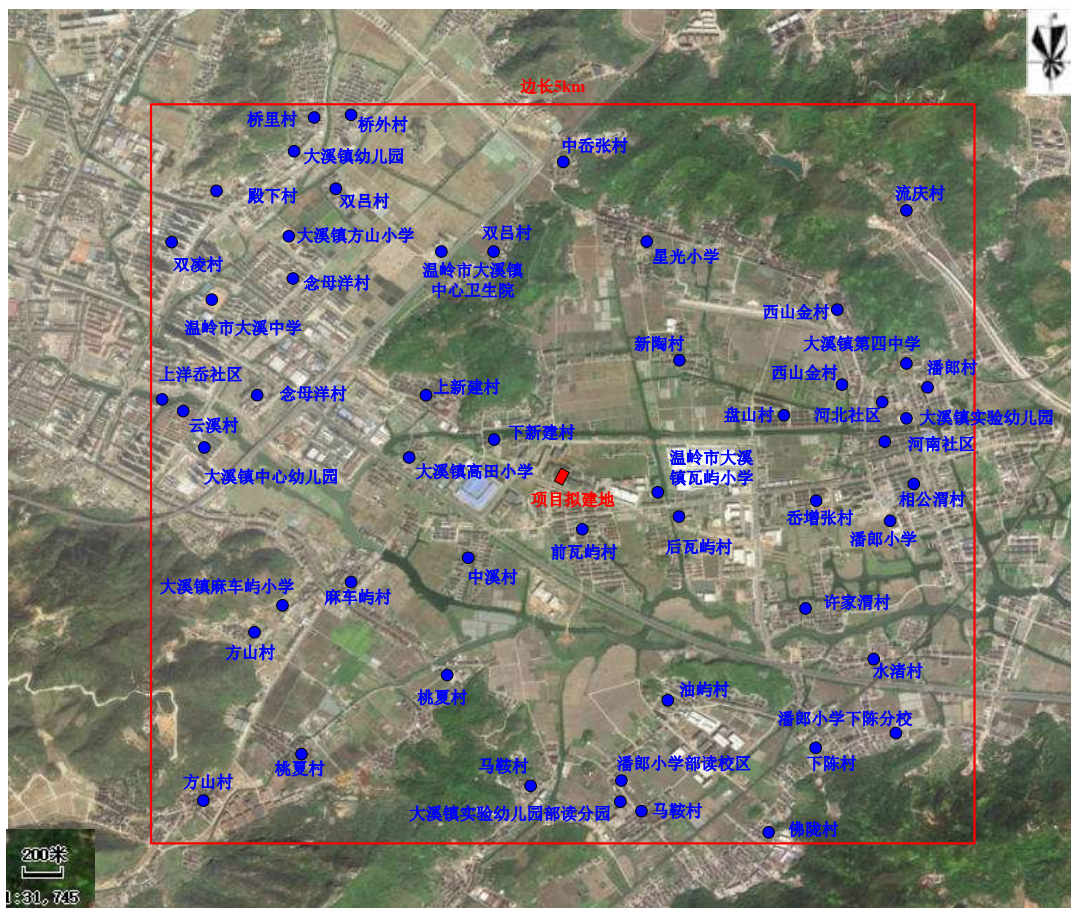 边长5km
桥里村
桥外村
中岙张村
大溪镇幼儿园
殿下村
双吕村
流庆村
大溪镇方山小学
双吕村
双凌村
温岭市大溪镇
中心卫生院
星光小学
念母洋村
温岭市大溪中学
西山金村
新陶村
大溪镇第四中学
上洋岙社区
西山金村
潘郎村
念母洋村
上新建村
云溪村
盘山村
河北社区
大溪镇实验幼儿园
下新建村
河南社区
大溪镇中心幼儿园
大溪镇高田小学
温岭市大溪
镇瓦屿小学
项目拟建地
相公渭村
岙增张村
潘郎小学
前瓦屿村
后瓦屿村
中溪村
大溪镇麻车屿小学
麻车屿村
许家渭村
方山村
水渚村
桃夏村
油屿村
潘郎小学下陈分校
桃夏村
马鞍村
潘郎小学部读校区
下陈村
方山村
大溪镇实验幼儿园部读分园
马鞍村
佛陇村
200米
1:31,745